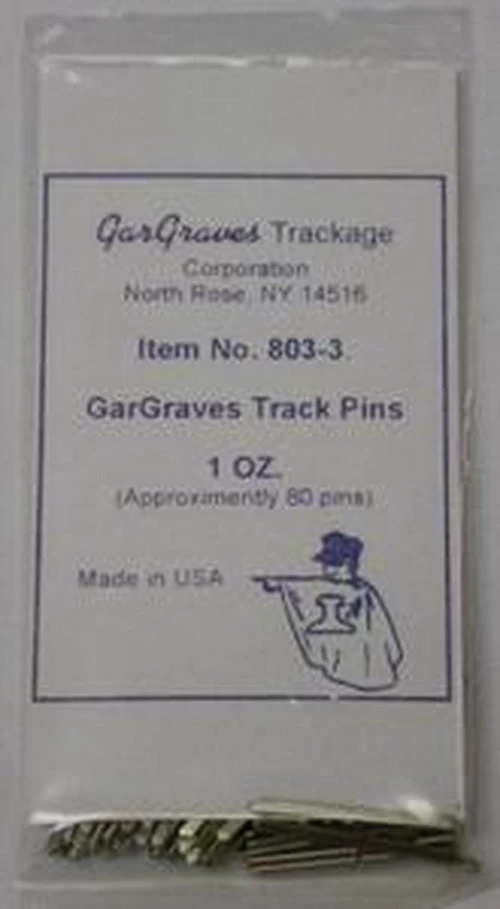 GarGraves Trackage
Corporation
North Rose, NY 14516
Item No. 803-3.
GarGraves Track Pins
1 OZ.
(Approximently 80 pins)
Made in USA